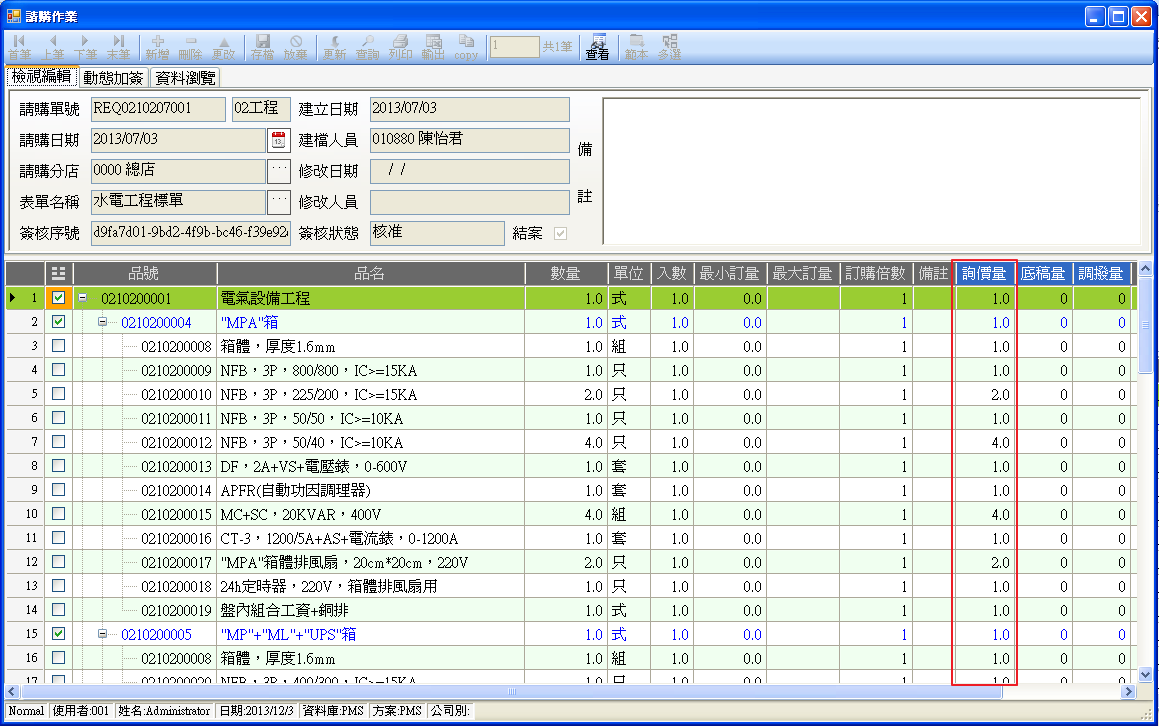 請購作業
首筆 上筆 下筆 末筆 新增 刪除 更改 存檔 放棄 更新 查詢 列印 輸出 copy 1 共1筆 查看 範本 多選
檢視編輯 動態加簽 資料瀏覽
請購單號 REQ0210207001 02工程 建立日期 2013/07/03
請購日期 2013/07/03 13 建檔人員 010880 陳怡君
備
請購分店 0000 總店 ... 修改日期 / /
表單名稱 水電工程標單 ... 修改人員
註
簽核序號 d9fa7d01-9bd2-4f9b-bc46-f39e92 簽核狀態 核准 結案
品號 品名 數量 單位 入數 最小訂量 最大訂量 訂購倍數 備註 詢價量 底稿量 調撥量
1 0210200001 電氣設備工程 1.0 式 1.0 0.0 1 1.0 0 0
2 0210200004 "MPA"箱 1.0 式 1.0 0.0 1 1.0 0 0
3 0210200008 箱體，厚度1.6mm 1.0 組 1.0 0.0 1 1.0 0 0
4 0210200009 NFB，3P，800/800，IC>=15KA 1.0 只 1.0 0.0 1 1.0 0 0
5 0210200010 NFB，3P，225/200，IC>=15KA 2.0 只 1.0 0.0 1 2.0 0 0
6 0210200011 NFB，3P，50/50，IC>=10KA 1.0 只 1.0 0.0 1 1.0 0 0
7 0210200012 NFB，3P，50/40，IC>=10KA 4.0 只 1.0 0.0 1 4.0 0 0
8 0210200013 DF，2A+VS+電壓錶，0-600V 1.0 套 1.0 0.0 1 1.0 0 0
9 0210200014 APFR(自動功因調理器) 1.0 套 1.0 0.0 1 1.0 0 0
10 0210200015 MC+SC，20KVAR，400V 4.0 組 1.0 0.0 1 4.0 0 0
11 0210200016 CT-3，1200/5A+AS+電流錶，0-1200A 1.0 套 1.0 0.0 1 1.0 0 0
12 0210200017 "MPA"箱體排風扇，20cm*20cm，220V 2.0 只 1.0 0.0 1 2.0 0 0
13 0210200018 24h定時器，220V，箱體排風扇用 1.0 只 1.0 0.0 1 1.0 0 0
14 0210200019 盤內組合工資+銅排 1.0 式 1.0 0.0 1 1.0 0 0
15 0210200005 "MP"+"ML"+"UPS"箱 1.0 式 1.0 0.0 1 1.0 0 0
16 0210200008 箱體，厚度1.6mm 1.0 組 1.0 0.0 1 1.0 0 0
17 0210200020 NFB，3P，400/300，IC>=15KA 1.0 只 1.0 0.0 1 1.0 0 0
Normal 使用者:001 姓名:Administrator 日期:2013/12/3 資料庫:PMS 方案:PMS 公司別: